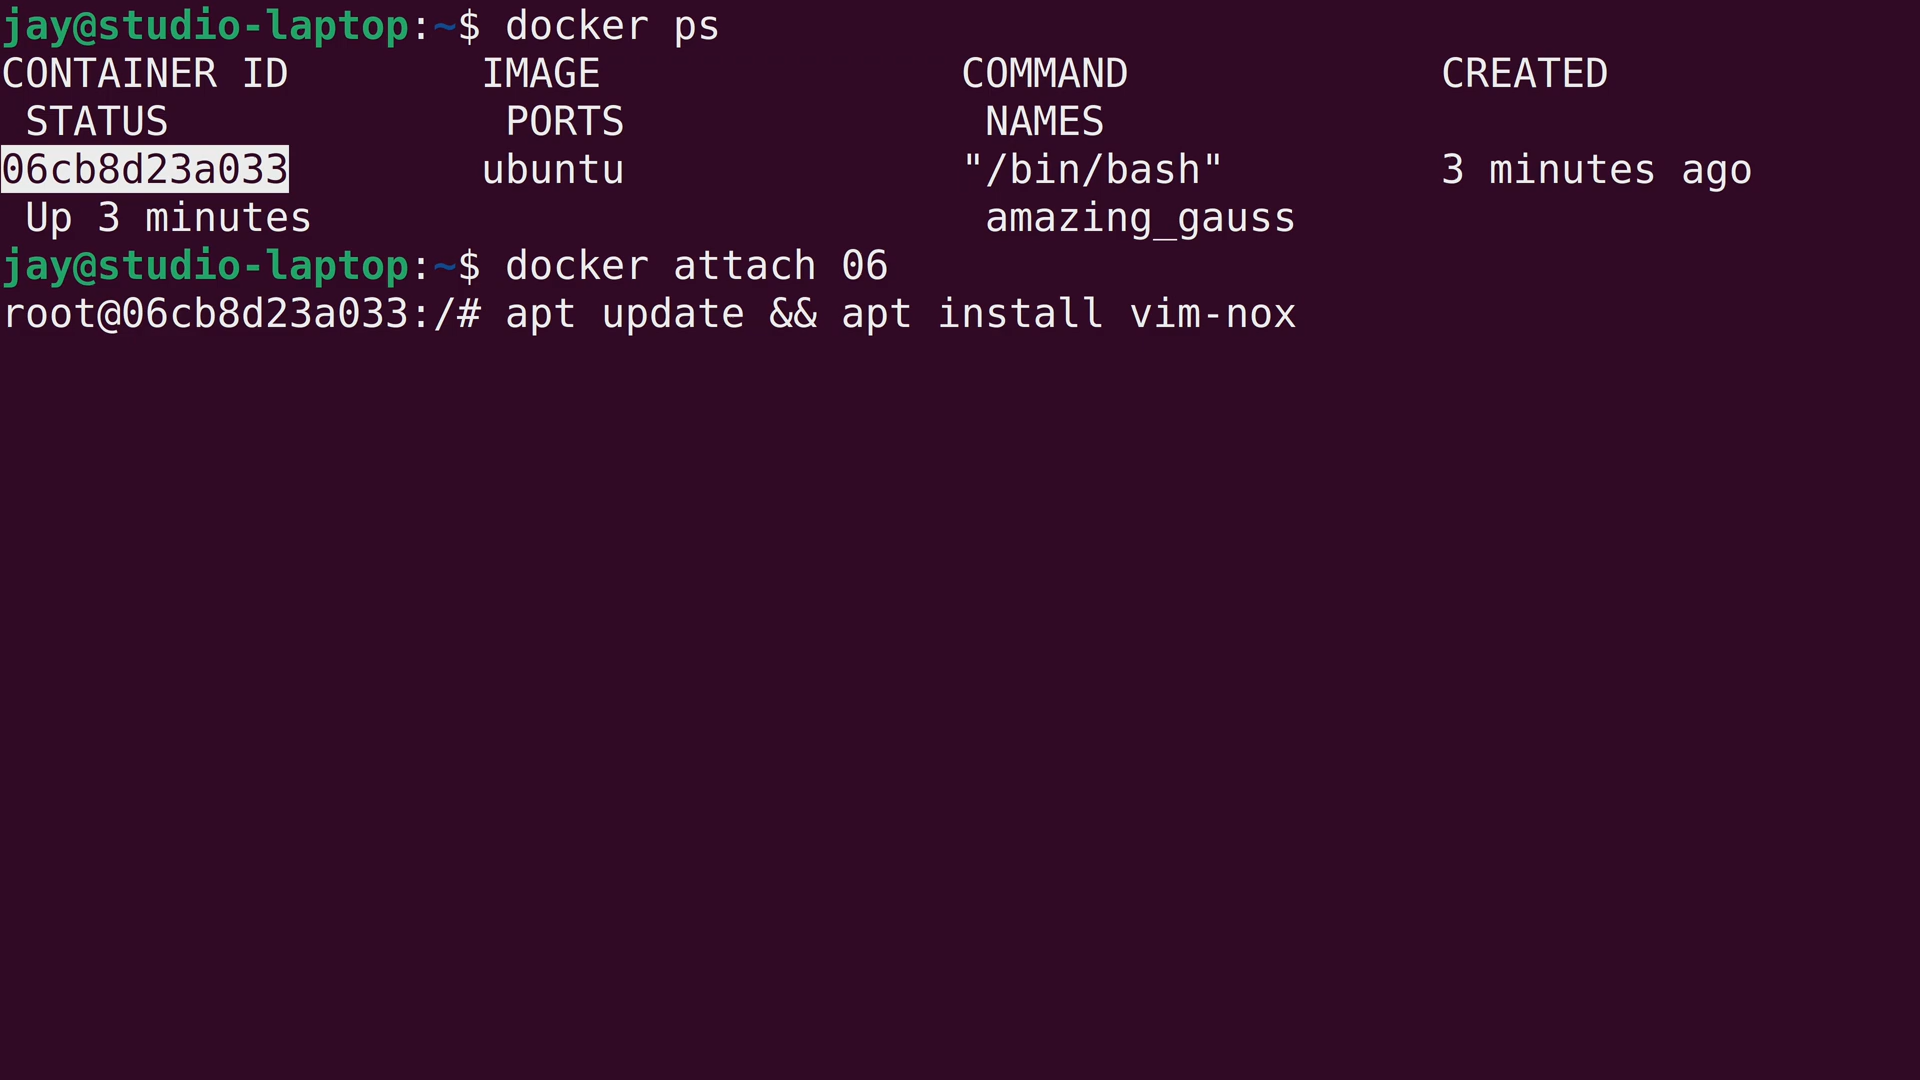 jay@studio-laptop:~$ docker ps
CONTAINER ID        IMAGE               COMMAND             CREATED
 STATUS              PORTS               NAMES
06cb8d23a033        ubuntu              "/bin/bash"         3 minutes ago
 Up 3 minutes                            amazing_gauss
jay@studio-laptop:~$ docker attach 06
root@06cb8d23a033:/# apt update && apt install vim-nox